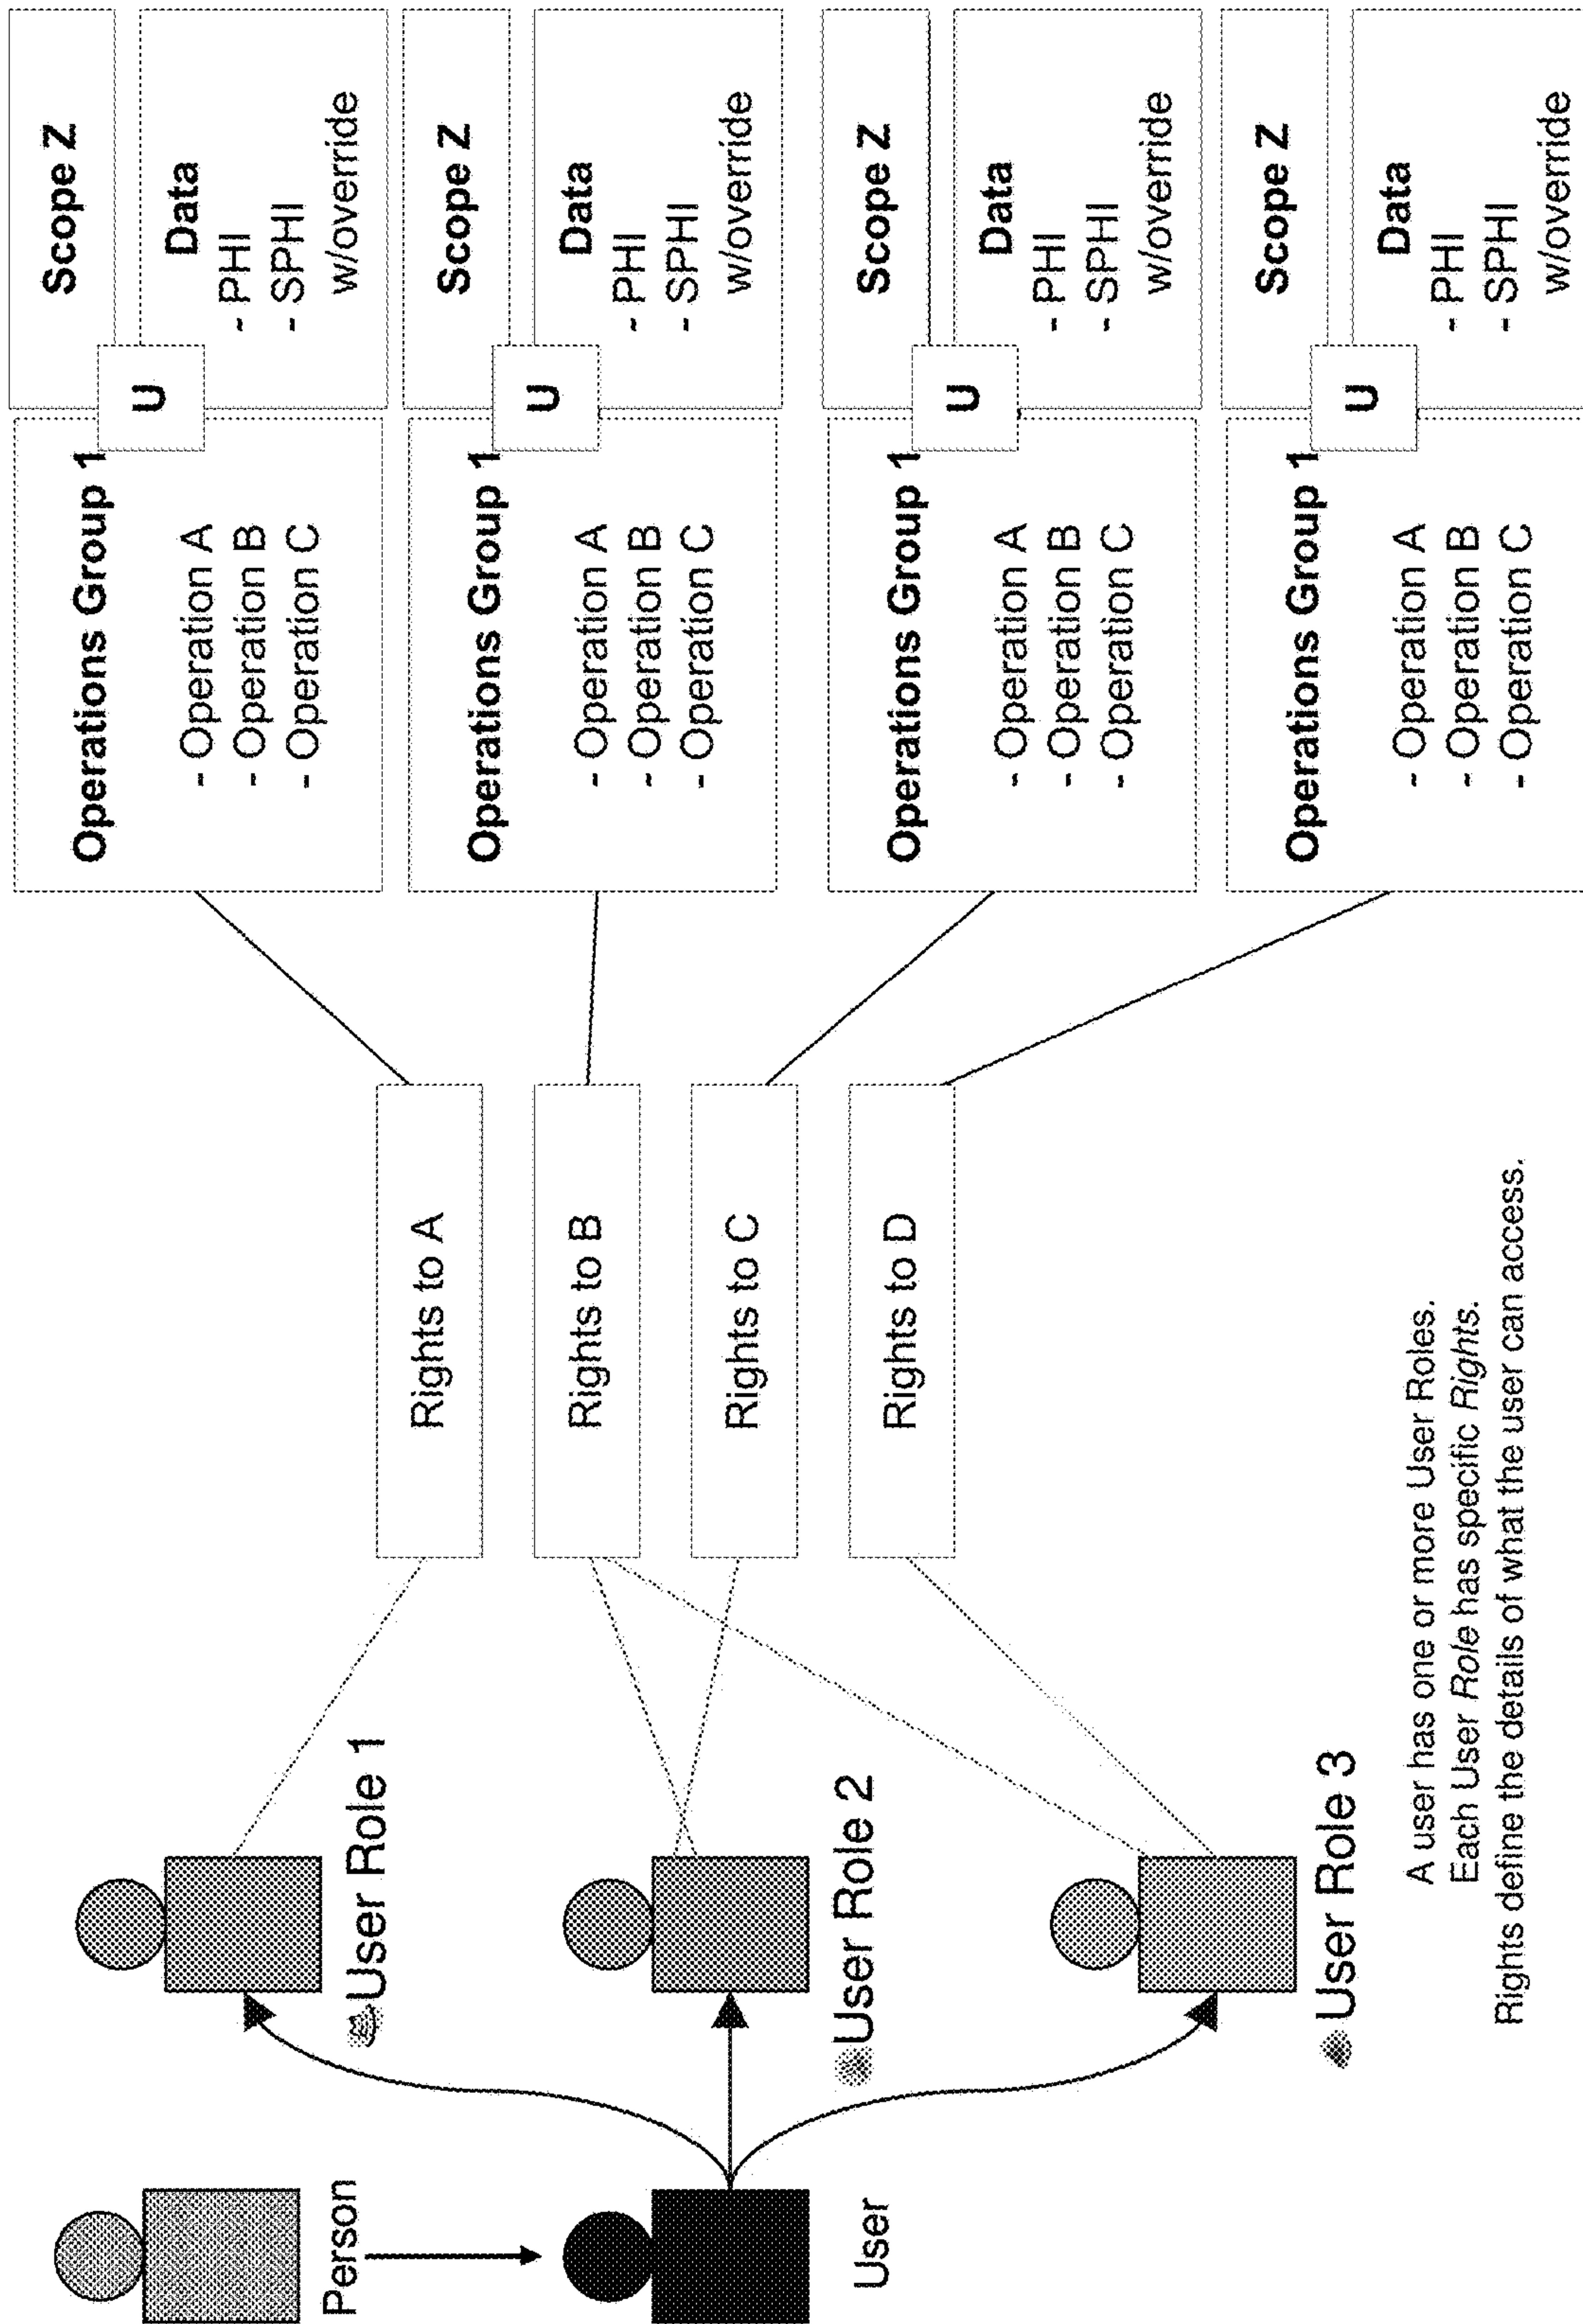 Person
User
User Role 1
User Role 2
User Role 3
Rights to A
Rights to B
Rights to C
Rights to D
Operations Group 1
- Operation A
- Operation B
- Operation C
U
Scope Z
Data
- PHI
- SPHI
w/override
Operations Group 1
- Operation A
- Operation B
- Operation C
U
Scope Z
Data
- PHI
- SPHI
w/override
Operations Group 1
- Operation A
- Operation B
- Operation C
U
Scope Z
Data
- PHI
- SPHI
w/override
Operations Group 1
- Operation A
- Operation B
- Operation C
U
Scope Z
Data
- PHI
- SPHI
w/override
A user has one or more User Roles.
Each User Role has specific Rights.
Rights define the details of what the user can access.